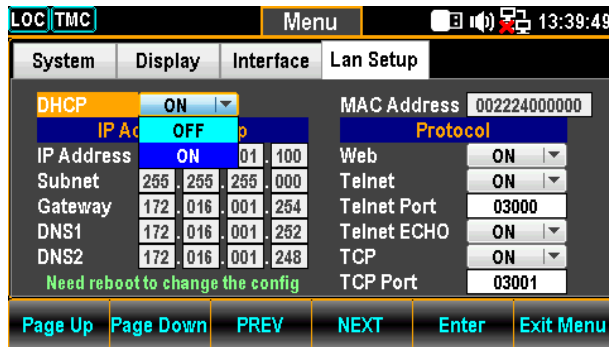 LOC TMC Menu 13:39:49
System Display Interface Lan Setup
DHCP ON
OFF
ON
MAC Address 002224000000
Protocol
IP Address 01 . 100
Subnet 255 . 255 . 255 . 000
Gateway 172 . 016 . 001 . 254
DNS1 172 . 016 . 001 . 252
DNS2 172 . 016 . 001 . 248
Need reboot to change the config
Web ON
Telnet ON
Telnet Port 03000
Telnet ECHO ON
TCP ON
TCP Port 03001
Page Up Page Down PREV NEXT Enter Exit Menu